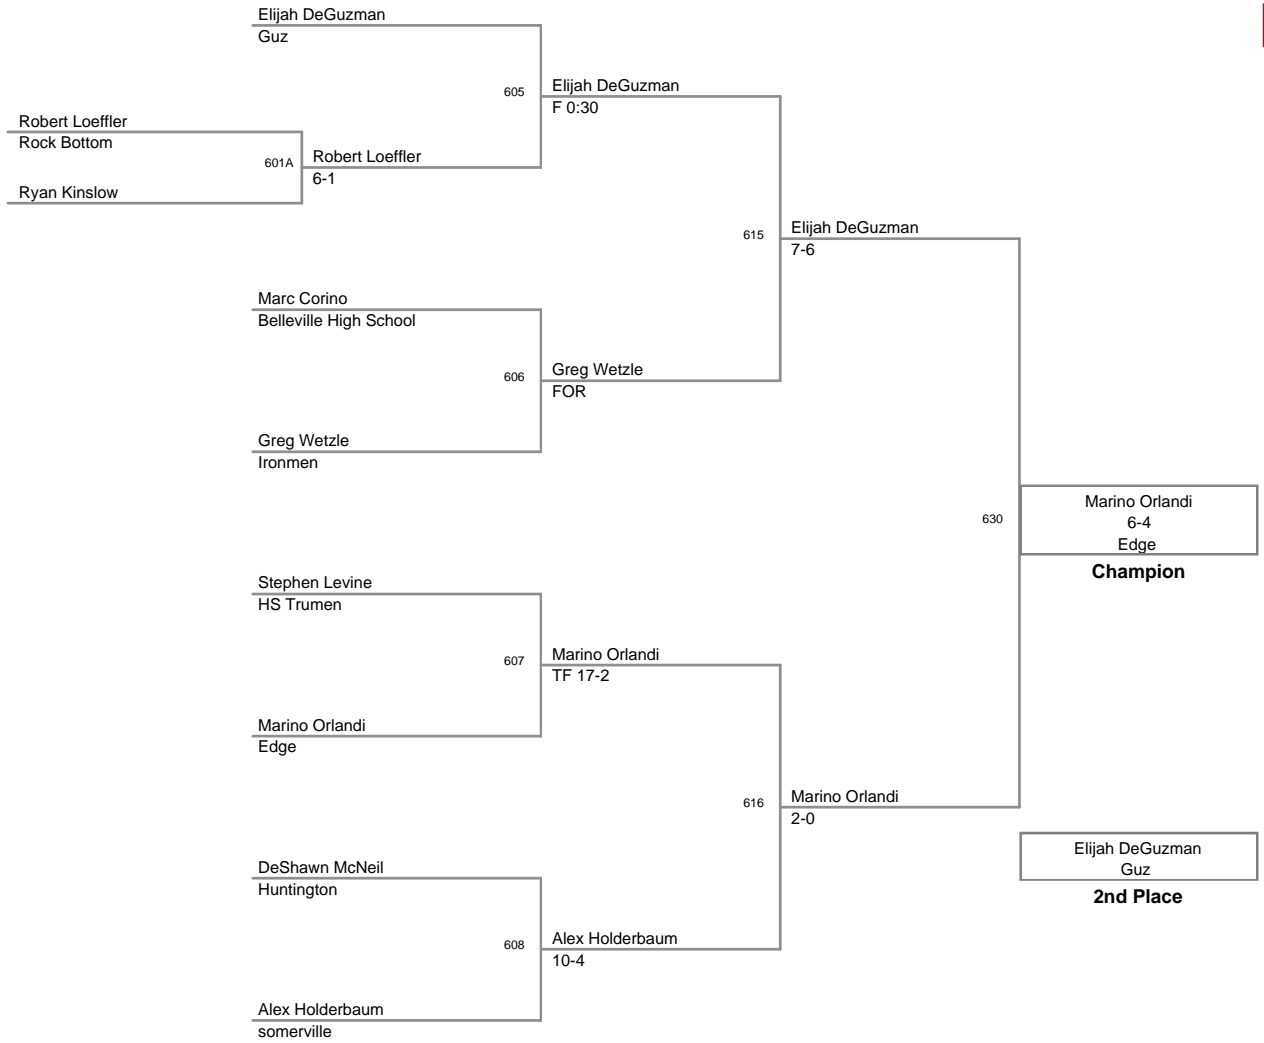 Elijah DeGuzman
Guz
605
Elijah DeGuzman
F 0:30
Robert Loeffler
Rock Bottom
601A
Robert Loeffler
6-1
Ryan Kinslow
615
Elijah DeGuzman
7-6
Marc Corino
Belleville High School
606
Greg Wetzle
FOR
Greg Wetzle
Ironmen
630
Marino Orlandi
6-4
Edge
Champion
Stephen Levine
HS Trumen
607
Marino Orlandi
TF 17-2
Marino Orlandi
Edge
616
Marino Orlandi
2-0
Elijah DeGuzman
Guz
2nd Place
DeShawn McNeil
Huntington
608
Alex Holderbaum
10-4
Alex Holderbaum
somerville